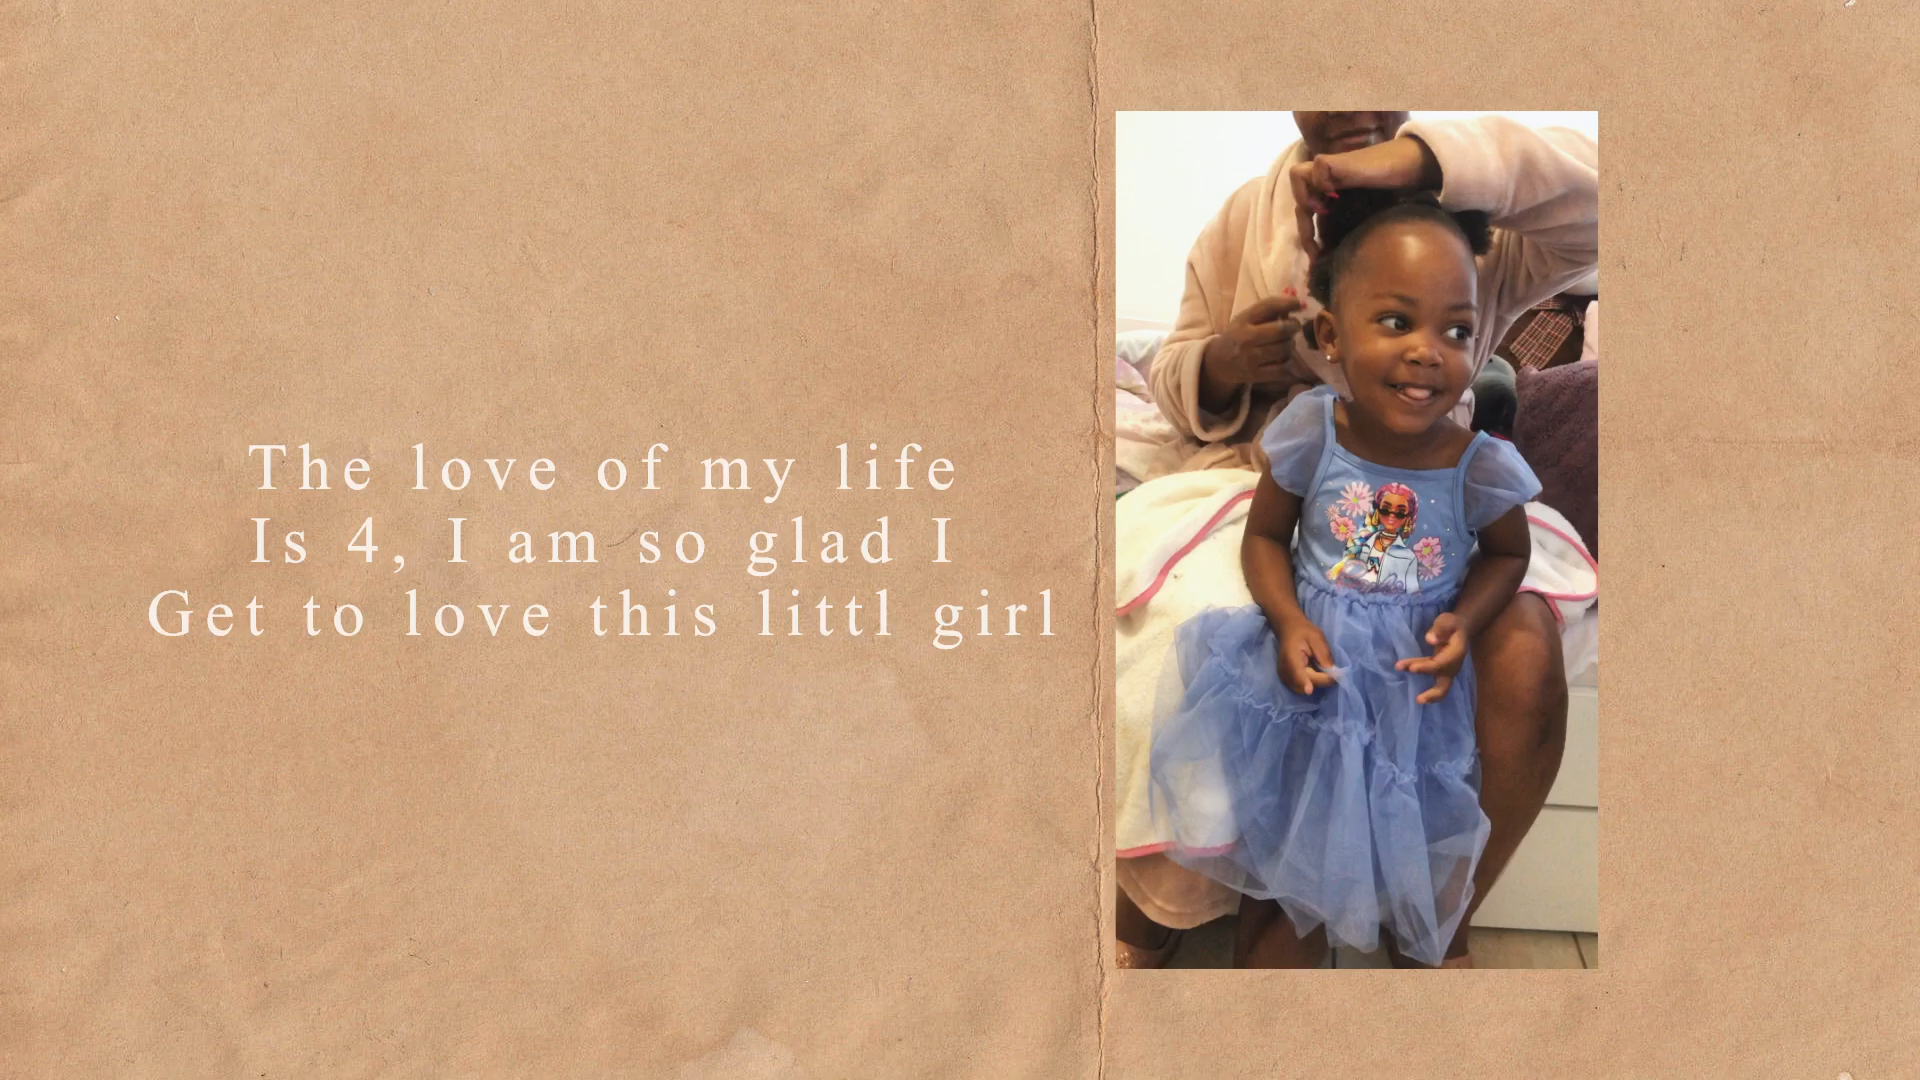 The love of my life
Is 4, I am so glad I
Get to love this littl girl